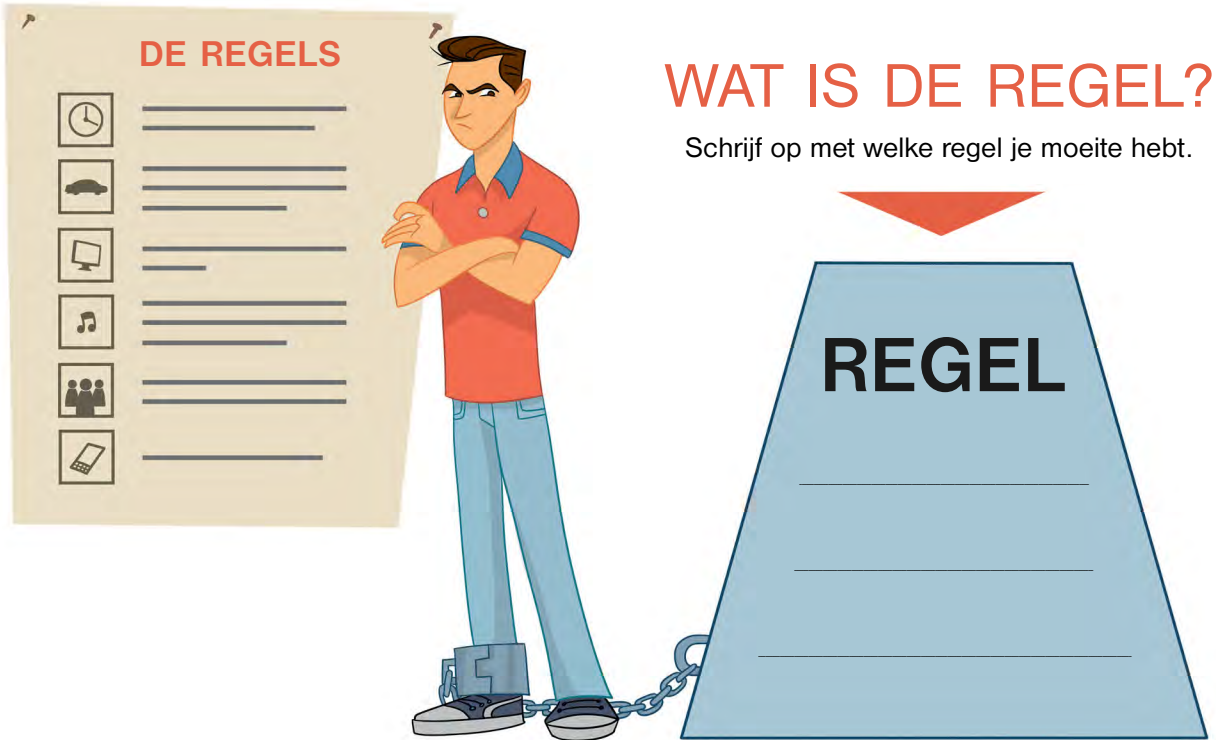 DE REGELS
WAT IS DE REGEL?
Schrijf op met welke regel je moeite hebt.
REGEL